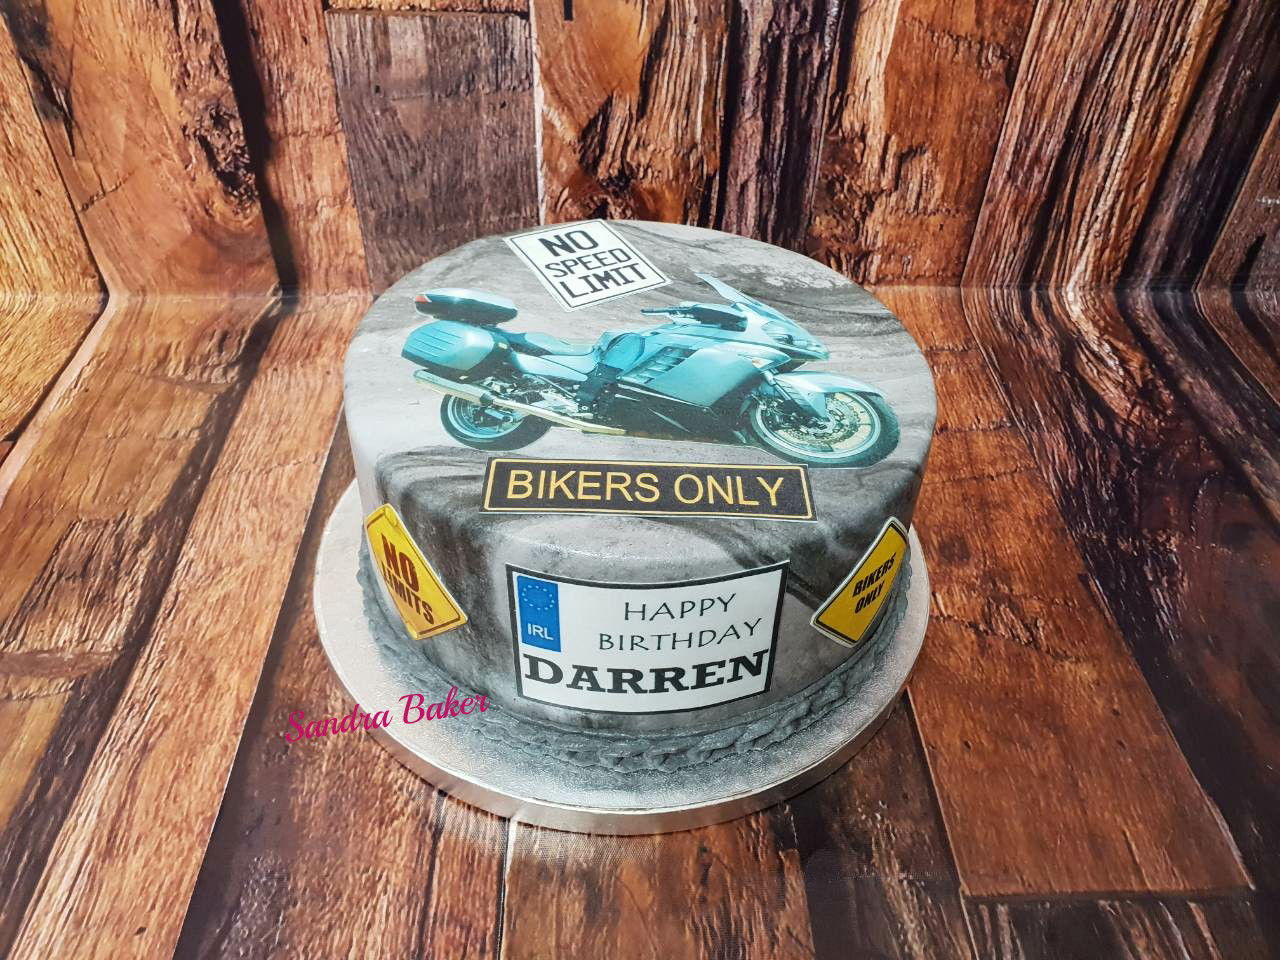 NO
SPEED
LIMIT
BIKERS ONLY
NO
LIMITS
BIKERS
ONLY
IRL
HAPPY
BIRTHDAY
DARREN
Sandra Baker